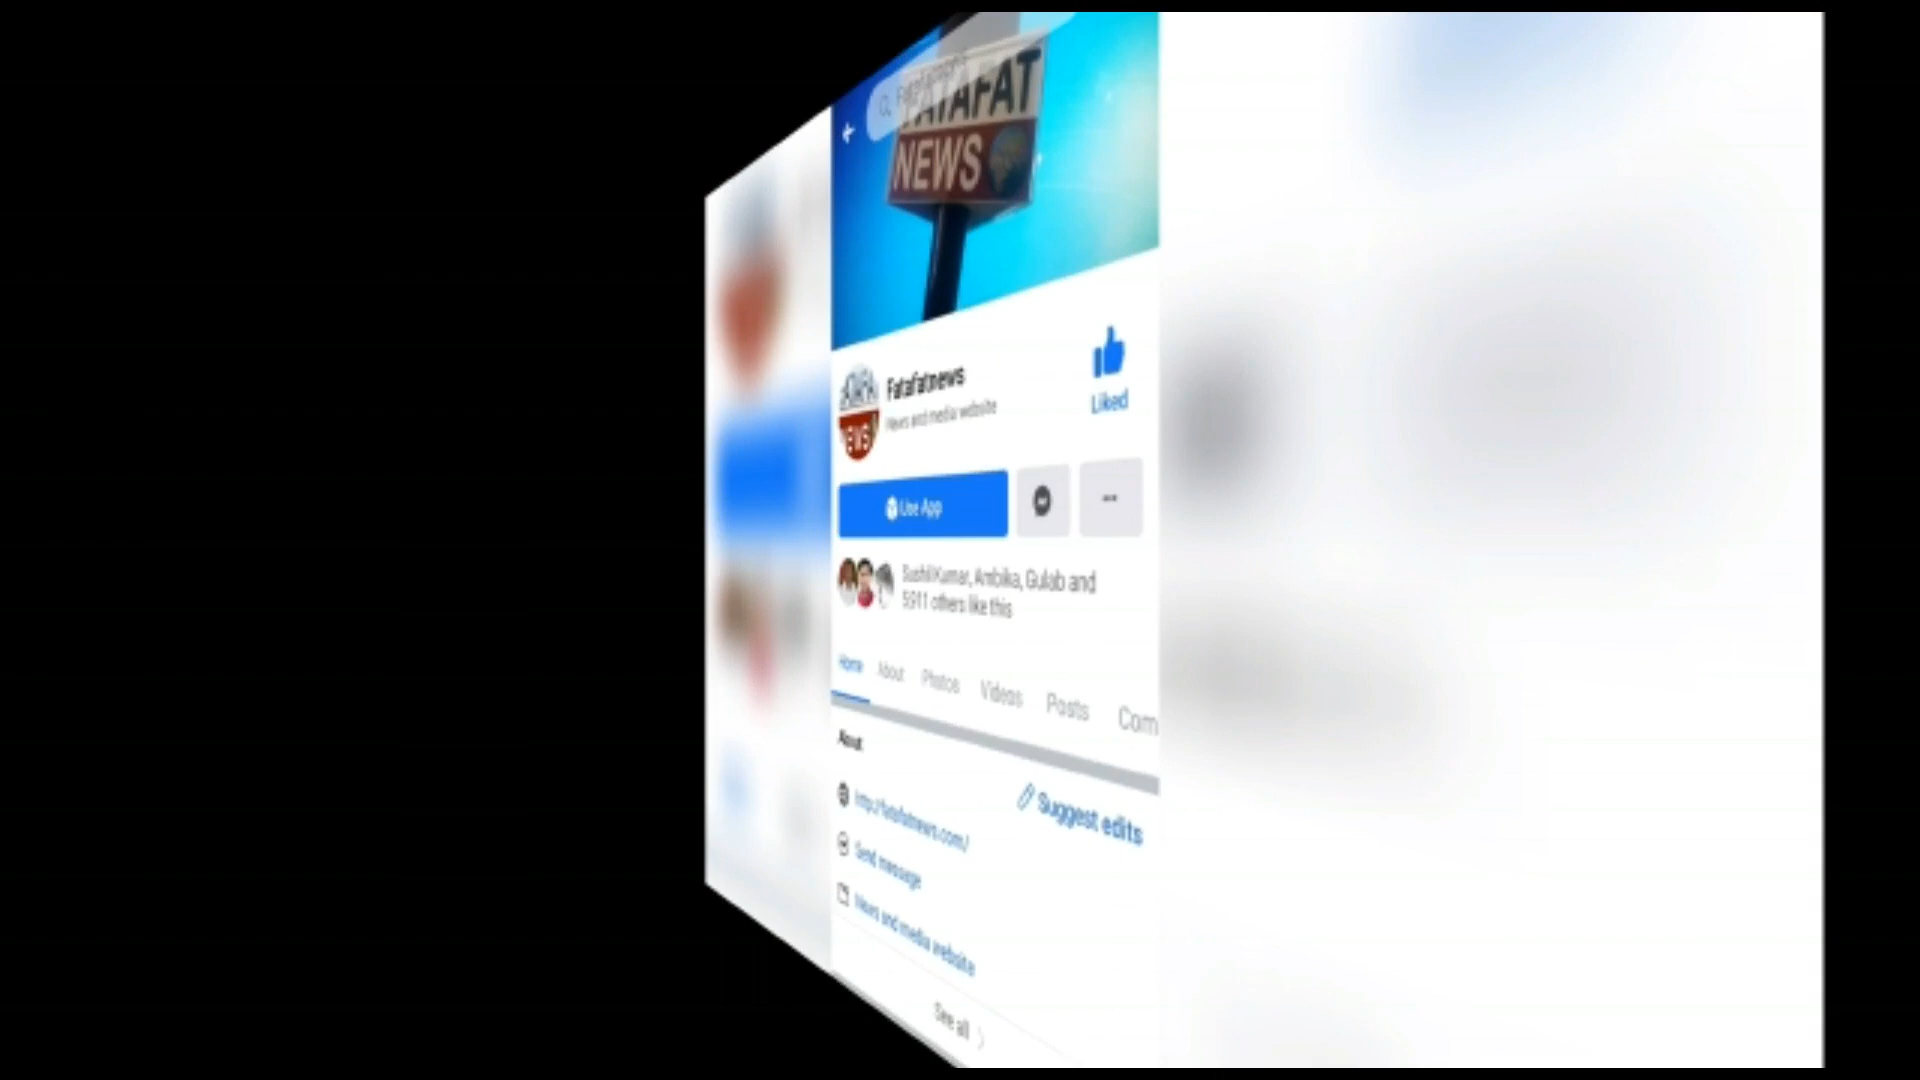 FATAFAT
NEWS
Fatafatnews
News and media website
Liked
Use App
Sushil Kumar, Ambika, Gulab and
5911 others like this
Home About Photos Videos Posts Com
About
Suggest edits
http://fatafatnews.com/
Send message
News and media website
See all